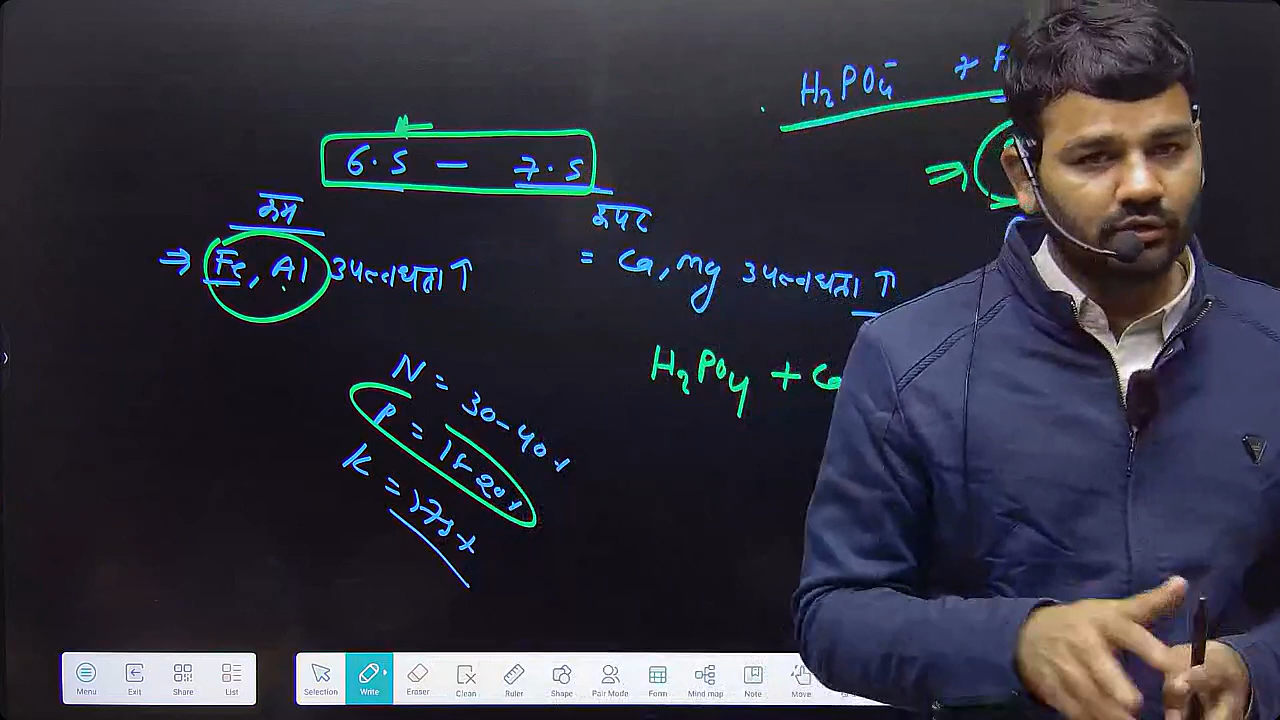 H₂PO₄⁻ + F
6.5 – 7.5
कम
ऊपर
⇒ Fe, Al उपलब्धता ↑
= Ca, Mg उपलब्धता ↑
⇒
H₂PO₄ + Ca
N = 30-40%
P = 15-20%
K = >75%
Menu Exit Share List Selection Write Eraser Clean Ruler Shape Pair Mode Form Mind map Note Move